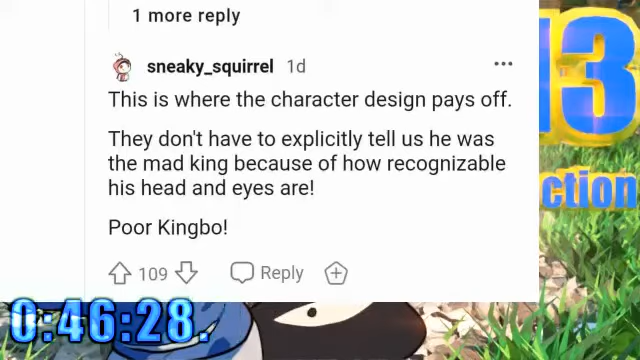 1 more reply
13
sneaky_squirrel 1d
This is where the character design pays off.
They don't have to explicitly tell us he was
the mad king because of how recognizable
his head and eyes are!
ction
Poor Kingbo!
109 Reply
0:46:28.